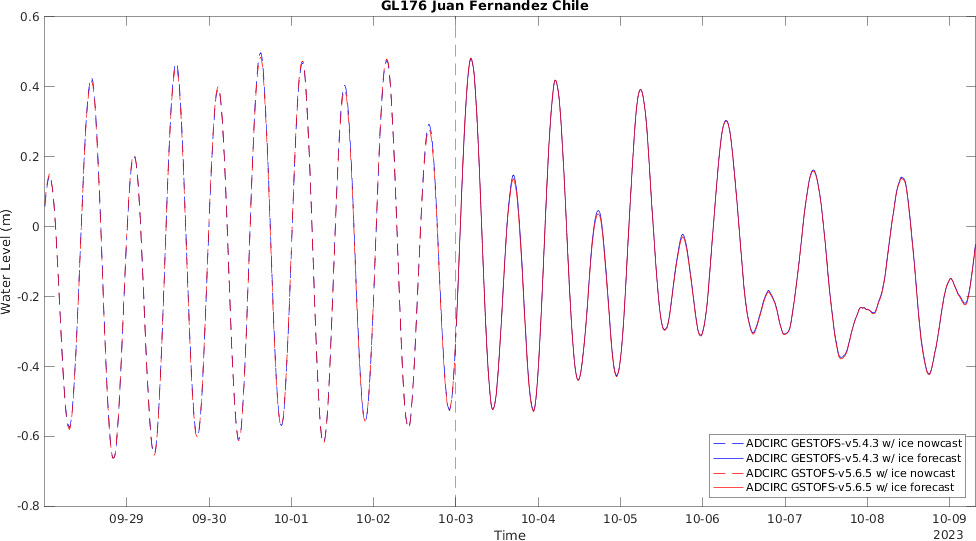 GL176 Juan Fernandez Chile
0.6
0.4
0.2
0
-0.2
-0.4
-0.6
-0.8
Water Level (m)
09-29 09-30 10-01 10-02 10-03 10-04 10-05 10-06 10-07 10-08 10-09
Time
2023
ADCIRC GESTOFS-v5.4.3 w/ ice nowcast
ADCIRC GESTOFS-v5.4.3 w/ ice forecast
ADCIRC GSTOFS-v5.6.5 w/ ice nowcast
ADCIRC GSTOFS-v5.6.5 w/ ice forecast